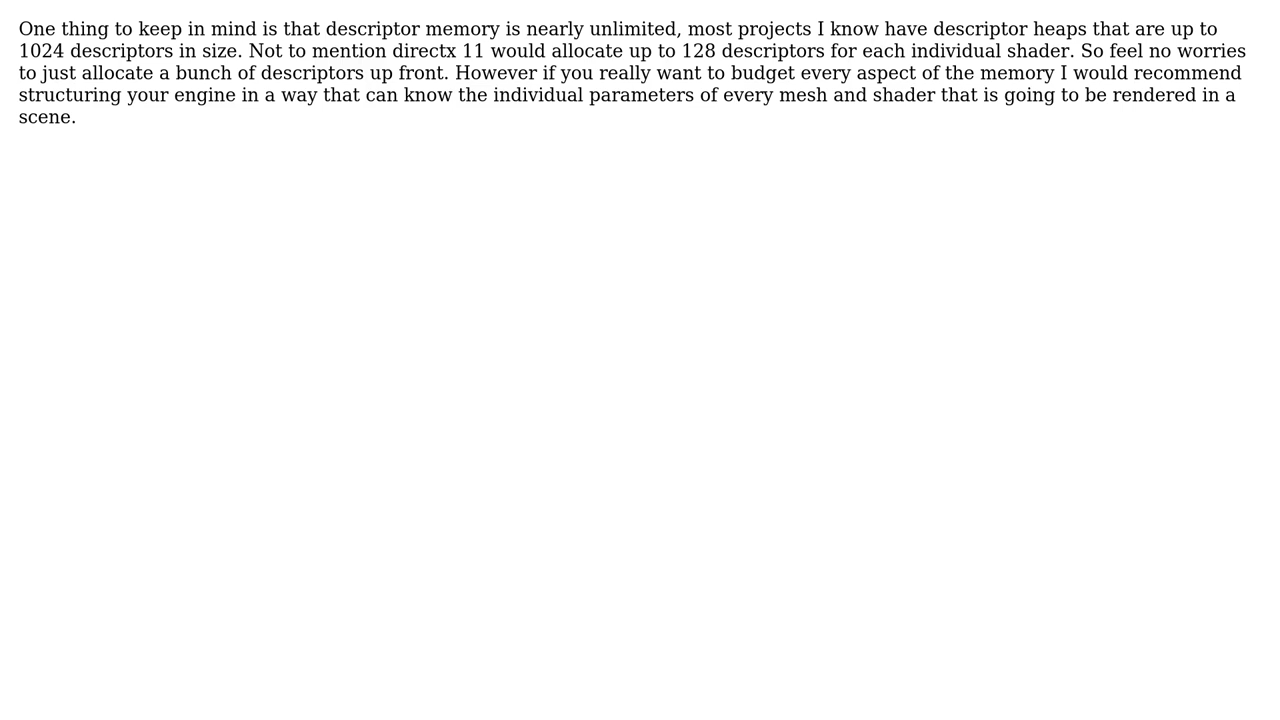 One thing to keep in mind is that descriptor memory is nearly unlimited, most projects I know have descriptor heaps that are up to
1024 descriptors in size. Not to mention directx 11 would allocate up to 128 descriptors for each individual shader. So feel no worries
to just allocate a bunch of descriptors up front. However if you really want to budget every aspect of the memory I would recommend
structuring your engine in a way that can know the individual parameters of every mesh and shader that is going to be rendered in a
scene.